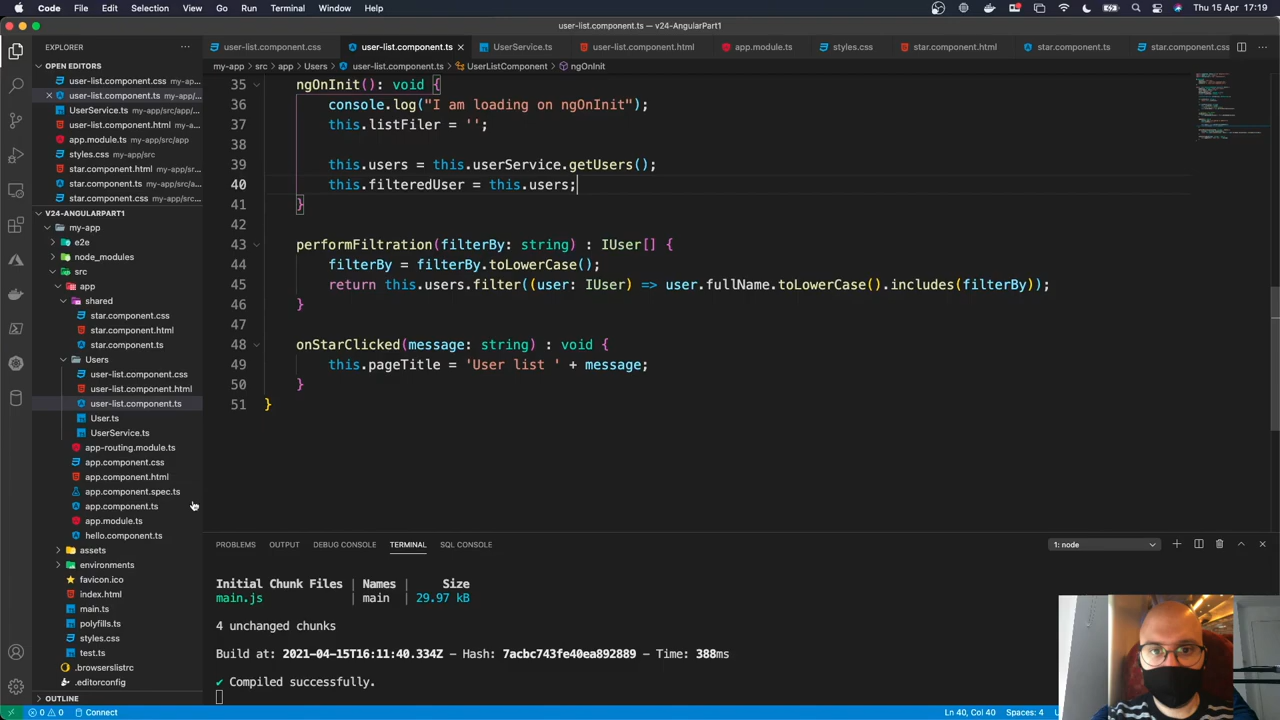 Code File Edit Selection View Go Run Terminal Window Help Thu 15 Apr 17:19
user-list.component.ts — v24-AngularPart1
EXPLORER
user-list.component.css user-list.component.ts UserService.ts user-list.component.html app.module.ts styles.css star.component.html star.component.ts star.component.css
my-app > src > app > Users > user-list.component.ts > UserListComponent > ngOnInit
OPEN EDITORS
user-list.component.css my-ap...
user-list.component.ts my-app/...
UserService.ts my-app/src/app/...
user-list.component.html my-a...
app.module.ts my-app/src/app
styles.css my-app/src
star.component.html my-app/sr...
star.component.ts my-app/src/a...
star.component.css my-app/src...
V24-ANGULARPART1
my-app
e2e
node_modules
src
app
shared
star.component.css
star.component.html
star.component.ts
Users
user-list.component.css
user-list.component.html
user-list.component.ts
User.ts
UserService.ts
app-routing.module.ts
app.component.css
app.component.html
app.component.spec.ts
app.component.ts
app.module.ts
hello.component.ts
assets
environments
favicon.ico
index.html
main.ts
polyfills.ts
styles.css
test.ts
.browserslistrc
.editorconfig
OUTLINE
35 ngOnInit(): void {
36 console.log("I am loading on ngOnInit");
37 this.listFiler = '';
38
39 this.users = this.userService.getUsers();
40 this.filteredUser = this.users;
41 }
42
43 performFiltration(filterBy: string) : IUser[] {
44 filterBy = filterBy.toLowerCase();
45 return this.users.filter((user: IUser) => user.fullName.toLowerCase().includes(filterBy));
46 }
47
48 onStarClicked(message: string) : void {
49 this.pageTitle = 'User list ' + message;
50 }
51 }
PROBLEMS OUTPUT DEBUG CONSOLE TERMINAL SQL CONSOLE 1: node
Initial Chunk Files | Names | Size
main.js | main | 29.97 kB
4 unchanged chunks
Build at: 2021-04-15T16:11:40.334Z - Hash: 7acbc743fe40ea892889 - Time: 388ms
✔ Compiled successfully.
0 0 Connect Ln 40, Col 40 Spaces: 4